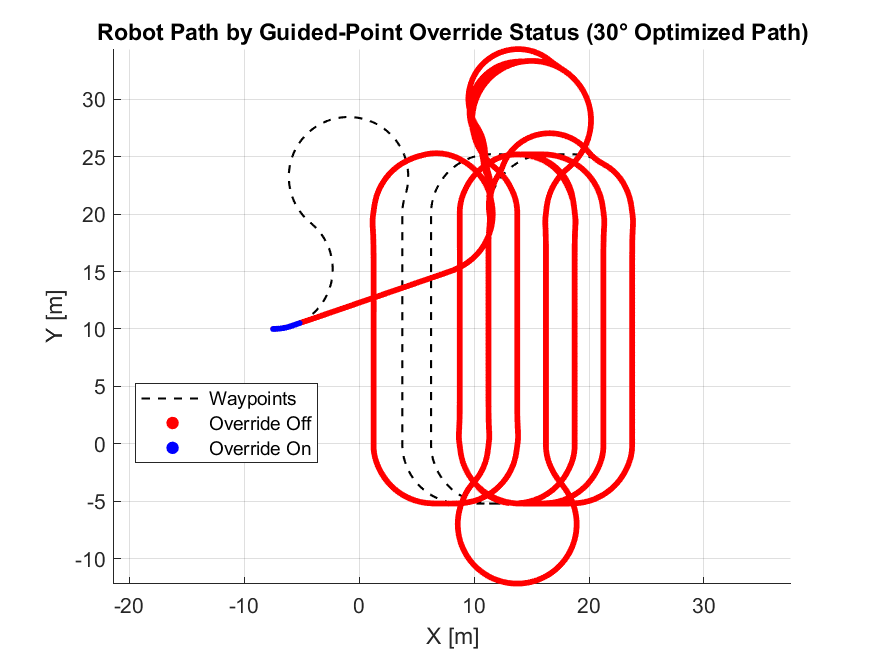 Robot Path by Guided-Point Override Status (30° Optimized Path)
30
25
20
15
10
5
0
-5
-10
Y [m]
Waypoints
Override Off
Override On
-20
-10
0
10
20
30
X [m]